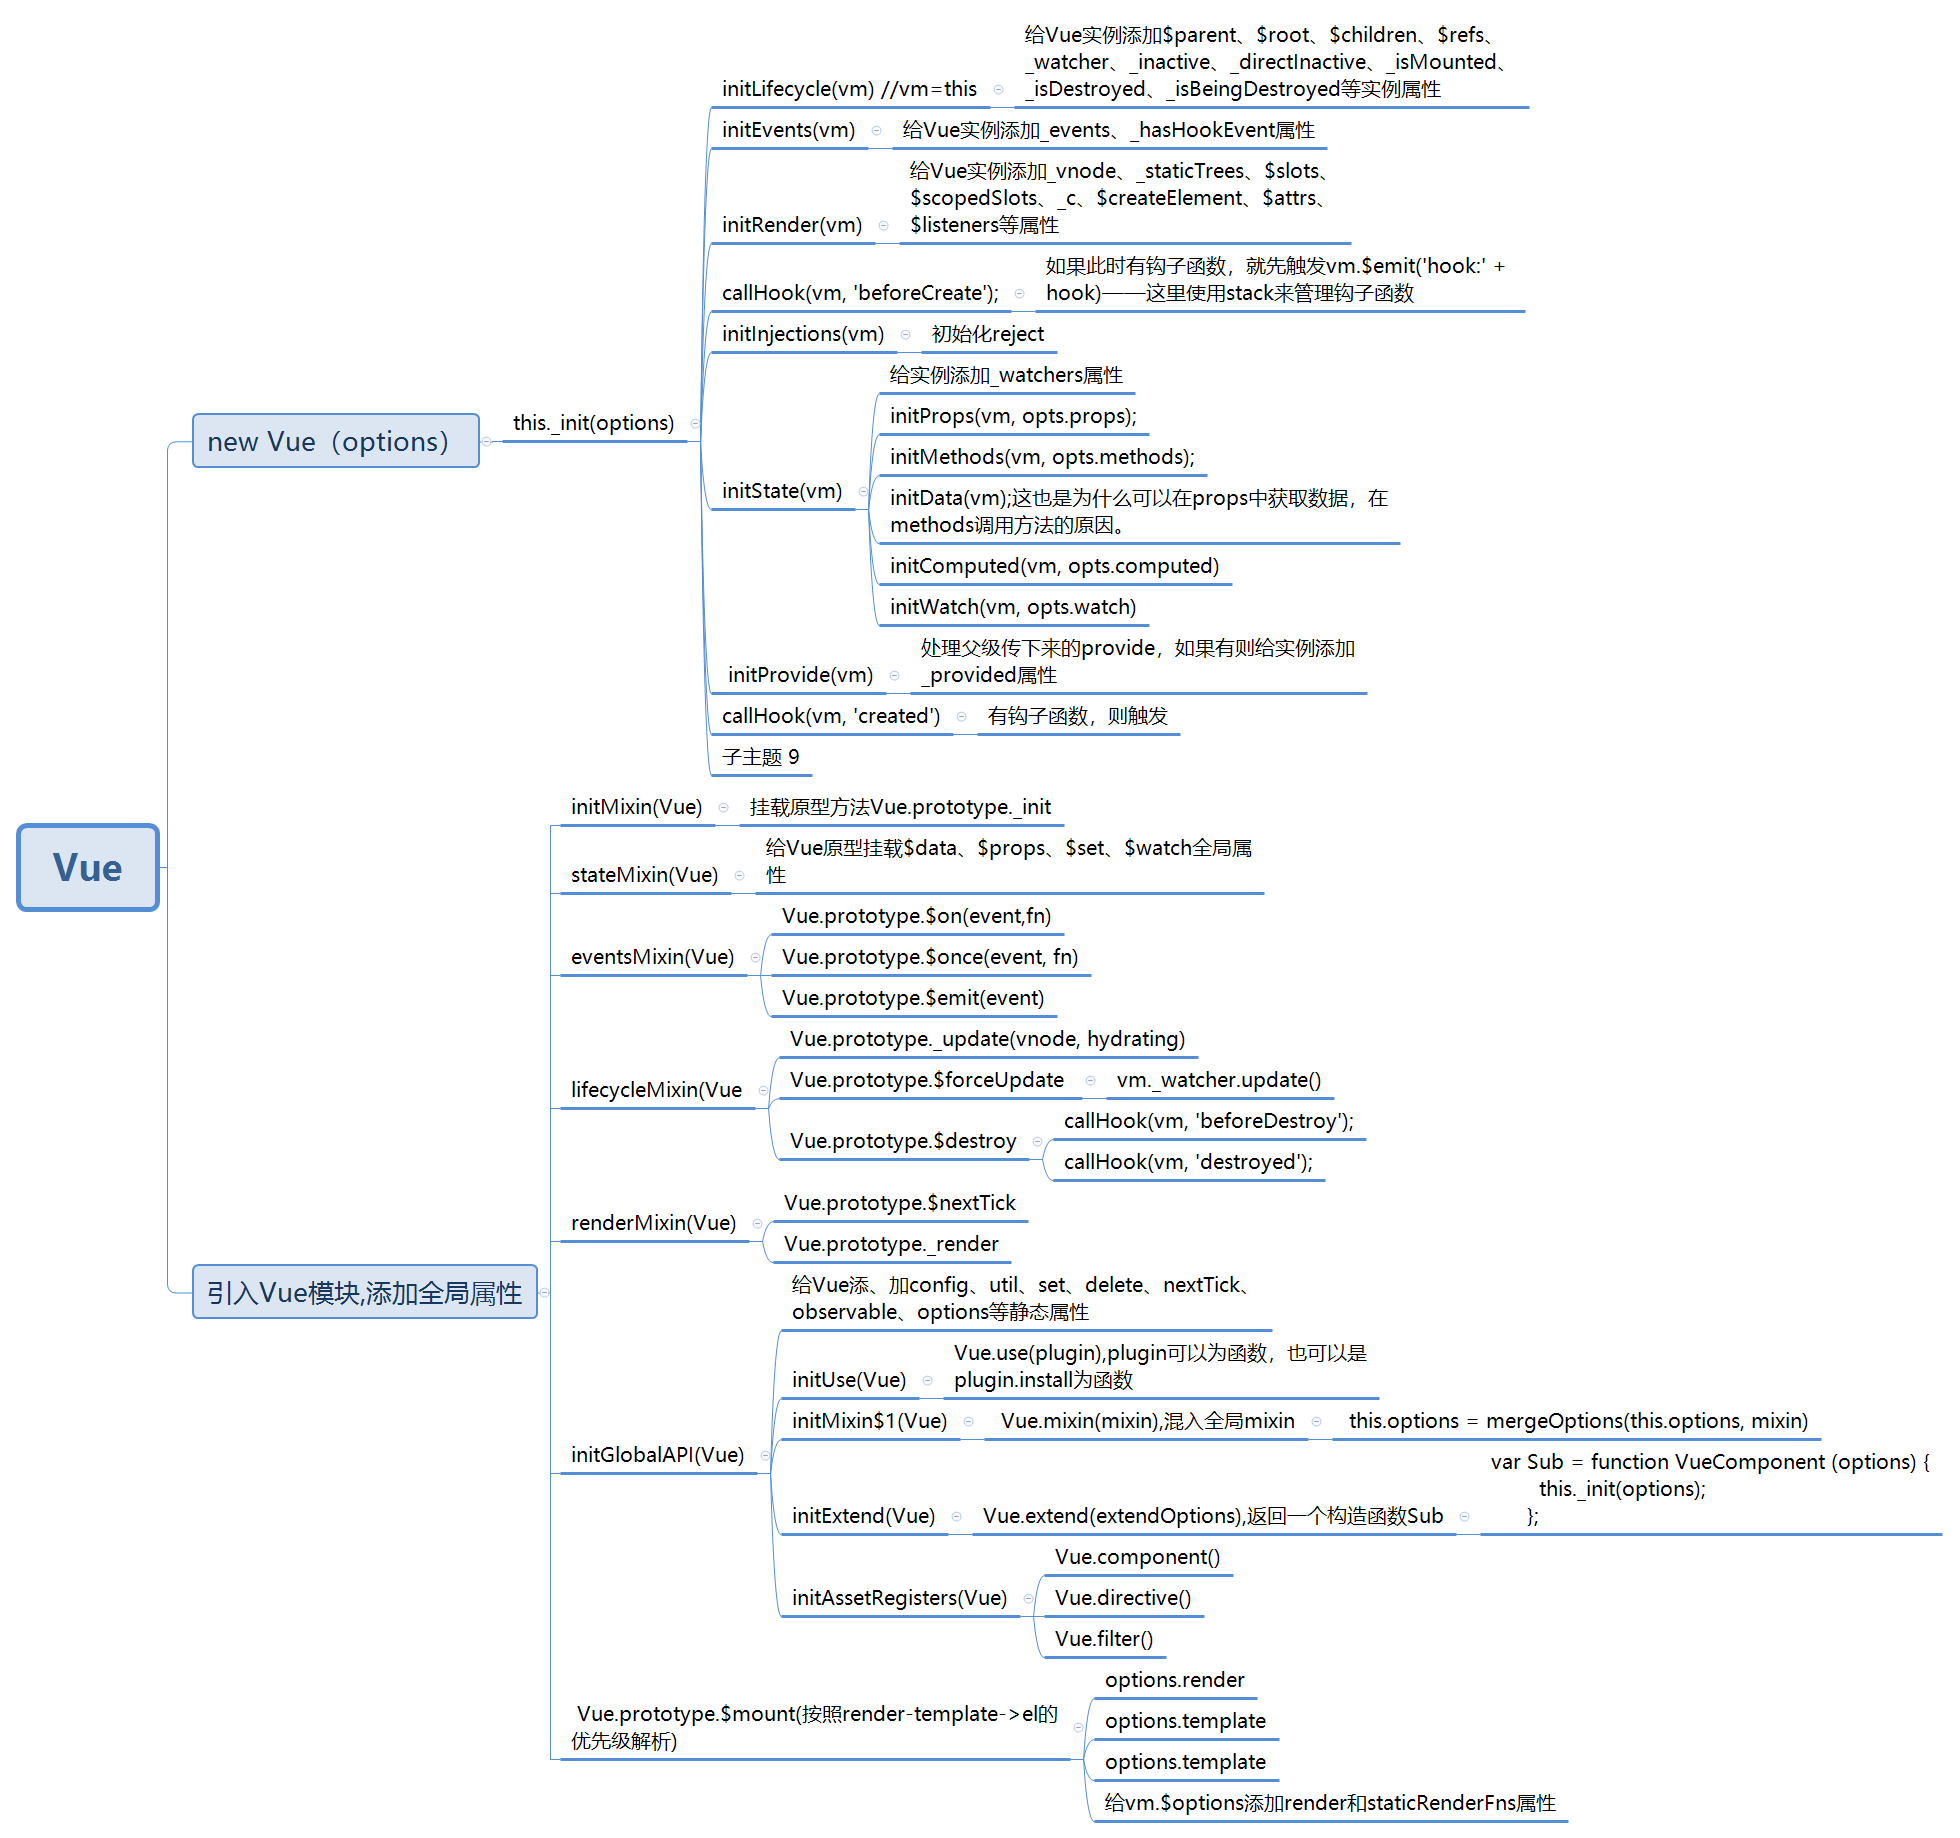 Vue
new Vue（options）
this._init(options)
initLifecycle(vm) //vm=this
给Vue实例添加$parent、$root、$children、$refs、
_watcher、_inactive、_directInactive、_isMounted、
_isDestroyed、_isBeingDestroyed等实例属性
initEvents(vm)
给Vue实例添加_events、_hasHookEvent属性
initRender(vm)
给Vue实例添加_vnode、_staticTrees、$slots、
$scopedSlots、_c、$createElement、$attrs、
$listeners等属性
callHook(vm, 'beforeCreate');
如果此时有钩子函数，就先触发vm.$emit('hook:' +
hook)——这里使用stack来管理钩子函数
initInjections(vm)
初始化reject
initState(vm)
给实例添加_watchers属性
initProps(vm, opts.props);
initMethods(vm, opts.methods);
initData(vm);这也是为什么可以在props中获取数据，在
methods调用方法的原因。
initComputed(vm, opts.computed)
initWatch(vm, opts.watch)
initProvide(vm)
处理父级传下来的provide，如果有则给实例添加
_provided属性
callHook(vm, 'created')
有钩子函数，则触发
子主题 9
引入Vue模块,添加全局属性
initMixin(Vue)
挂载原型方法Vue.prototype._init
stateMixin(Vue)
给Vue原型挂载$data、$props、$set、$watch全局属
性
eventsMixin(Vue)
Vue.prototype.$on(event,fn)
Vue.prototype.$once(event, fn)
Vue.prototype.$emit(event)
lifecycleMixin(Vue
Vue.prototype._update(vnode, hydrating)
Vue.prototype.$forceUpdate
vm._watcher.update()
Vue.prototype.$destroy
callHook(vm, 'beforeDestroy');
callHook(vm, 'destroyed');
renderMixin(Vue)
Vue.prototype.$nextTick
Vue.prototype._render
initGlobalAPI(Vue)
给Vue添、加config、util、set、delete、nextTick、
observable、options等静态属性
initUse(Vue)
Vue.use(plugin),plugin可以为函数，也可以是
plugin.install为函数
initMixin$1(Vue)
Vue.mixin(mixin),混入全局mixin
this.options = mergeOptions(this.options, mixin)
initExtend(Vue)
Vue.extend(extendOptions),返回一个构造函数Sub
var Sub = function VueComponent (options) {
this._init(options);
};
initAssetRegisters(Vue)
Vue.component()
Vue.directive()
Vue.filter()
Vue.prototype.$mount(按照render-template->el的
优先级解析)
options.render
options.template
options.template
给vm.$options添加render和staticRenderFns属性